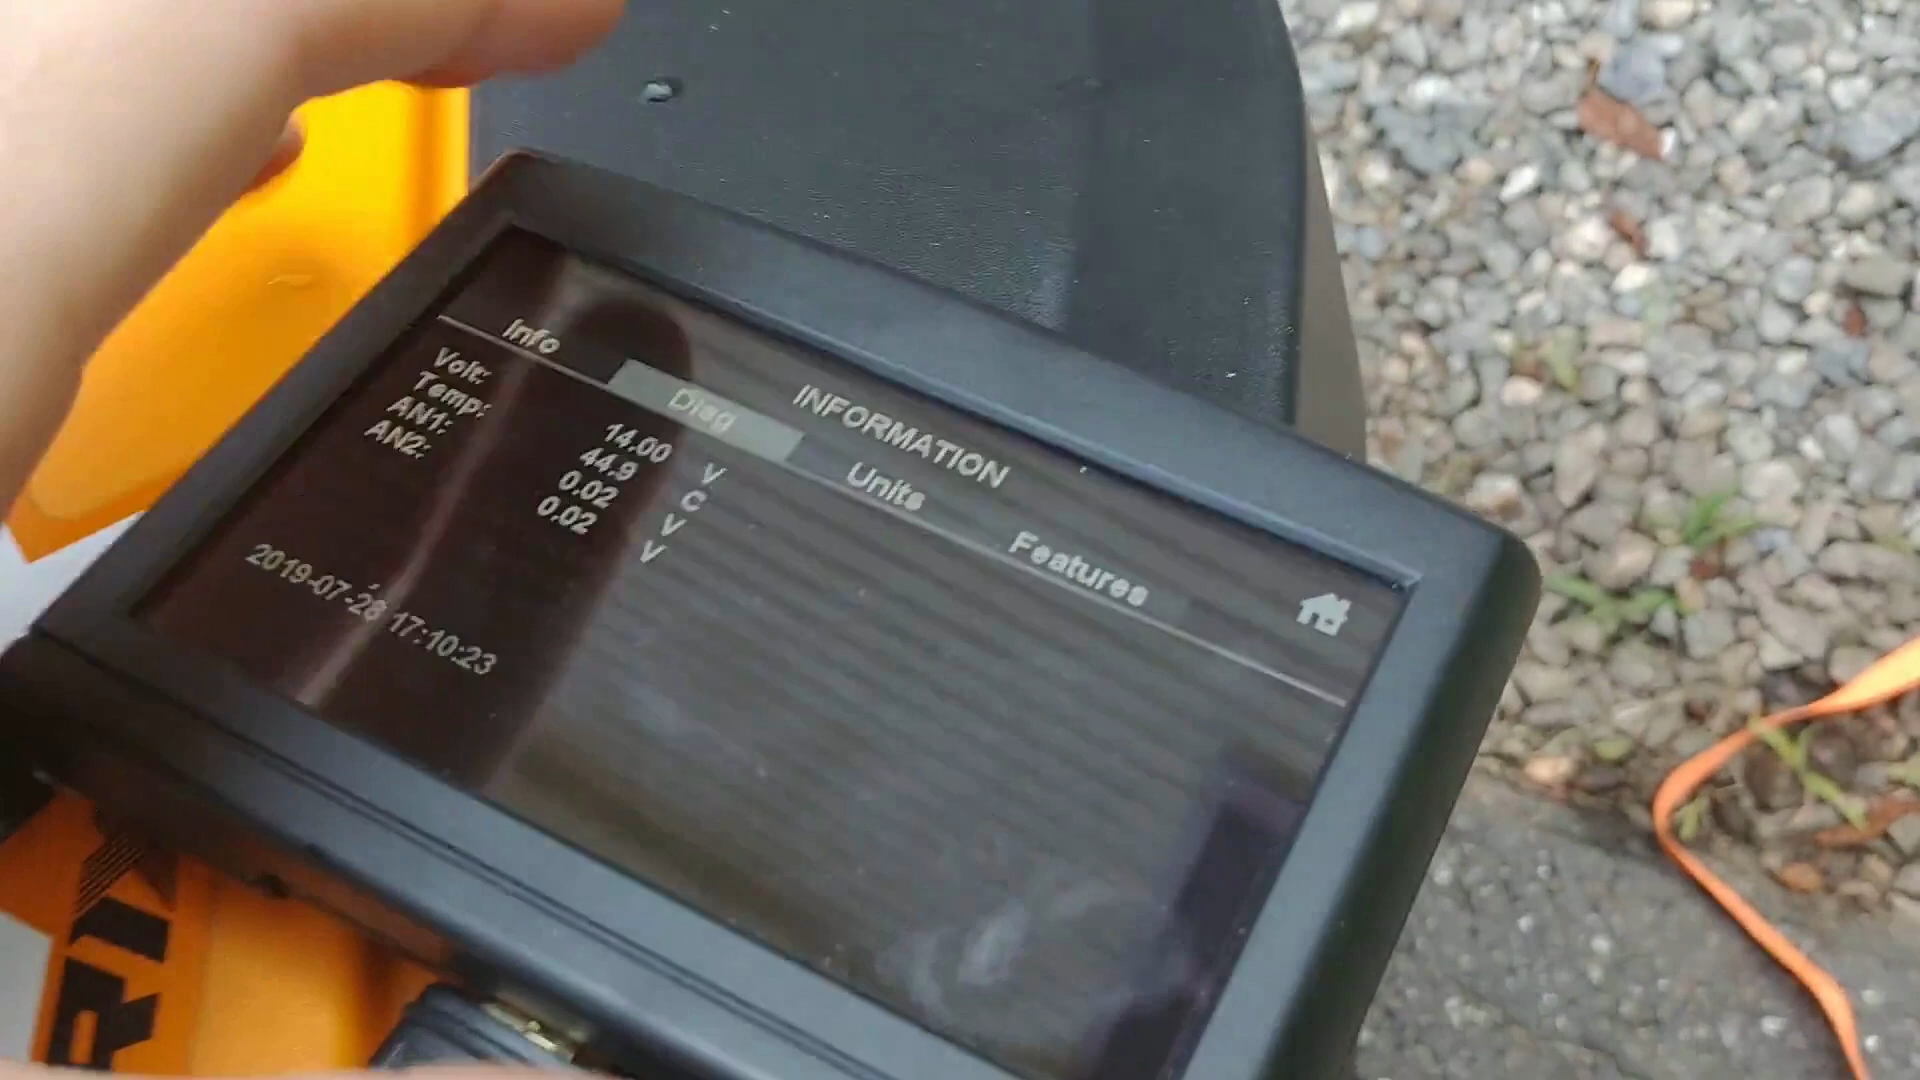 INFORMATION
Info Diag Units Features
Volt: 14.00 V
Temp: 44.9 C
AN1: 0.02 V
AN2: 0.02 V
2019-07-28 17:10:23